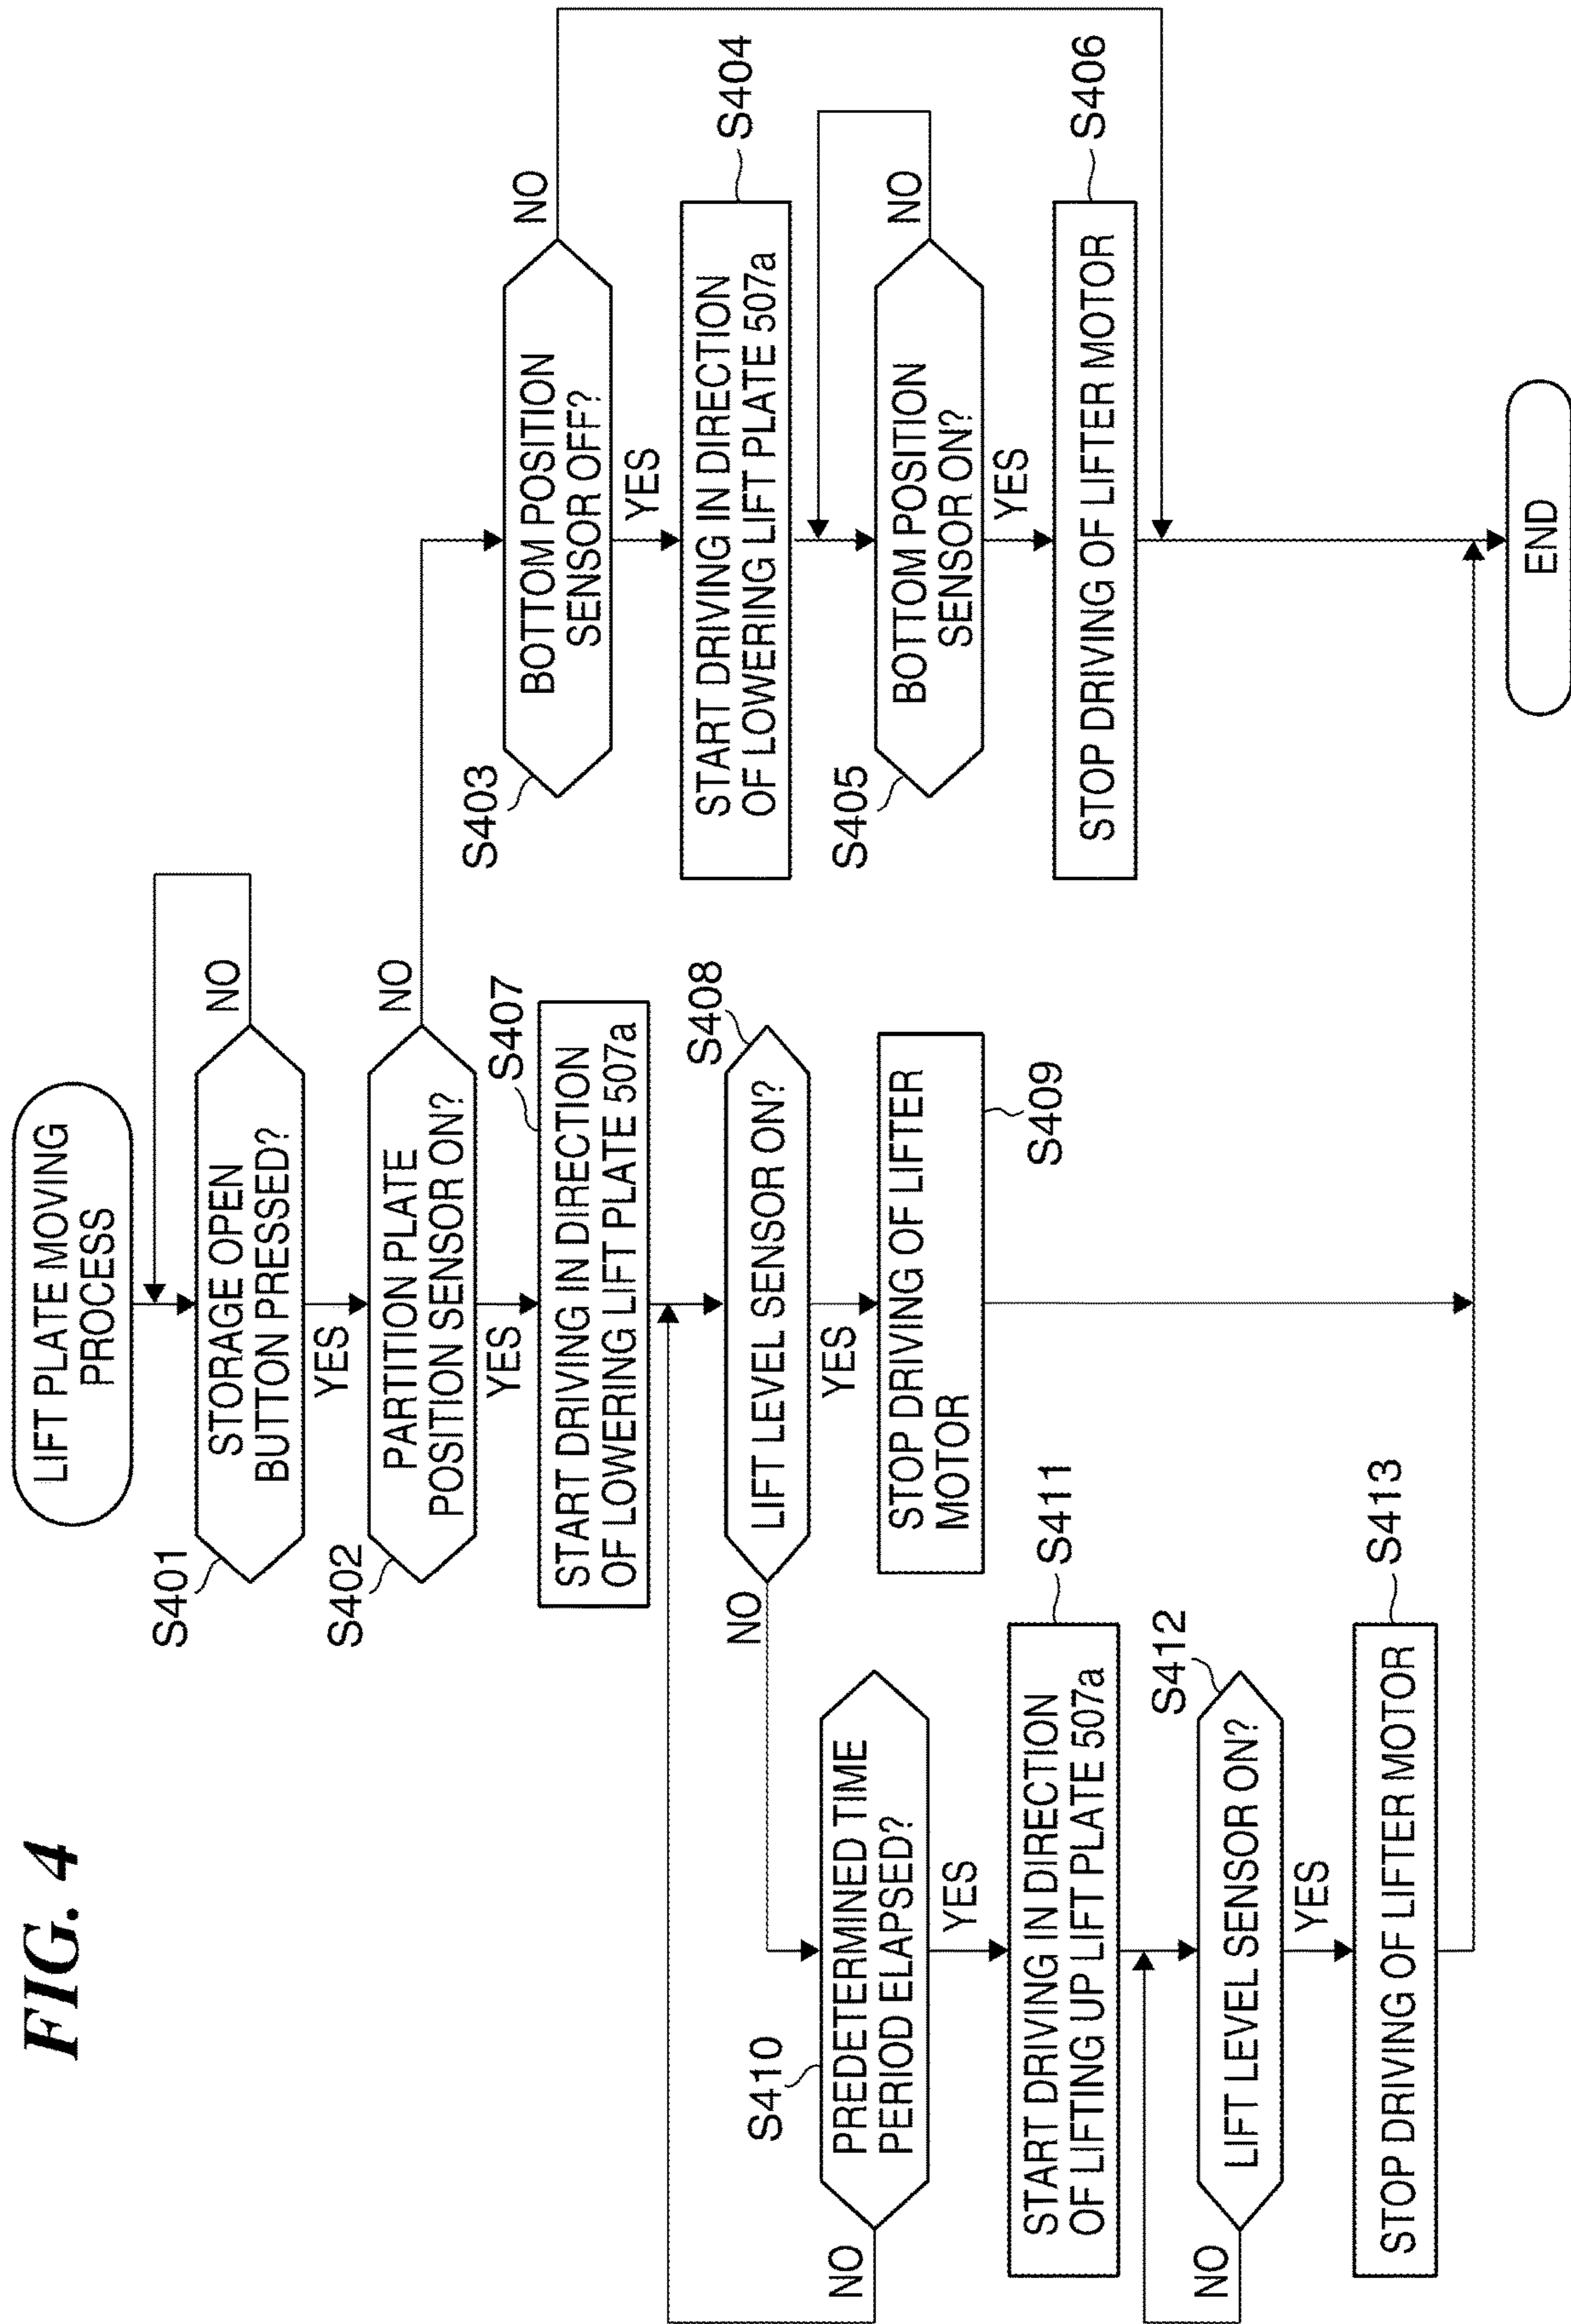 FIG. 4
LIFT PLATE MOVING
PROCESS
S401
STORAGE OPEN
BUTTON PRESSED?
NO
YES
S402
PARTITION PLATE
POSITION SENSOR ON?
NO
YES
S403
BOTTOM POSITION
SENSOR OFF?
NO
YES
S404
START DRIVING IN DIRECTION
OF LOWERING LIFT PLATE 507a
S405
BOTTOM POSITION
SENSOR ON?
NO
YES
S406
STOP DRIVING OF LIFTER MOTOR
S407
START DRIVING IN DIRECTION
OF LOWERING LIFT PLATE 507a
S408
LIFT LEVEL SENSOR ON?
NO
YES
S409
STOP DRIVING OF LIFTER
MOTOR
S410
PREDETERMINED TIME
PERIOD ELAPSED?
NO
YES
S411
START DRIVING IN DIRECTION
OF LIFTING UP LIFT PLATE 507a
S412
LIFT LEVEL SENSOR ON?
NO
YES
S413
STOP DRIVING OF LIFTER MOTOR
END